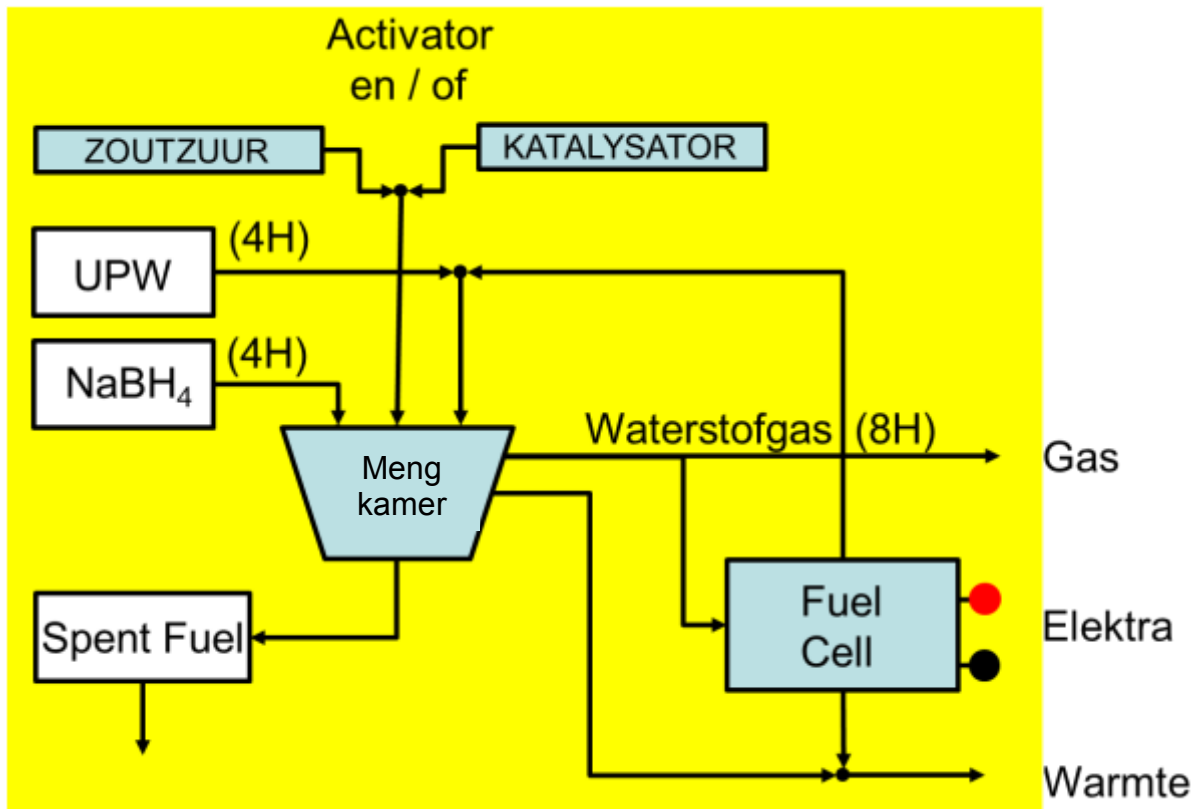 Activator
en / of
ZOUTZUUR
KATALYSATOR
UPW
(4H)
NaBH₄
(4H)
Meng
kamer
Waterstofgas (8H)
Gas
Fuel
Cell
Elektra
Spent Fuel
Warmte